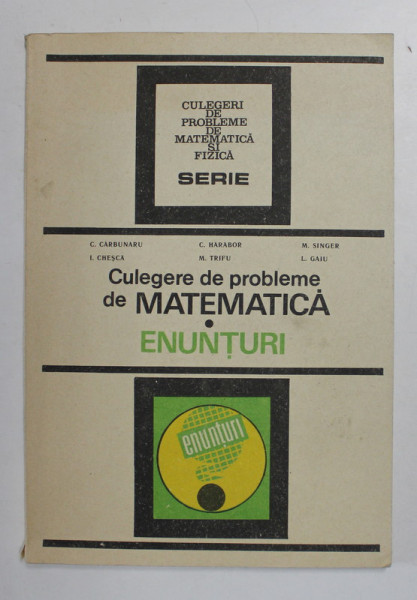 CULEGERI
DE
PROBLEME
DE
MATEMATICĂ
SI
FIZICĂ
SERIE
C. CĂRBUNARU C. HARABOR M. SINGER
I. CHEȘCĂ M. TRIFU L. GAIU
Culegere de probleme
de MATEMATICĂ
•
ENUNȚURI
enunțuri